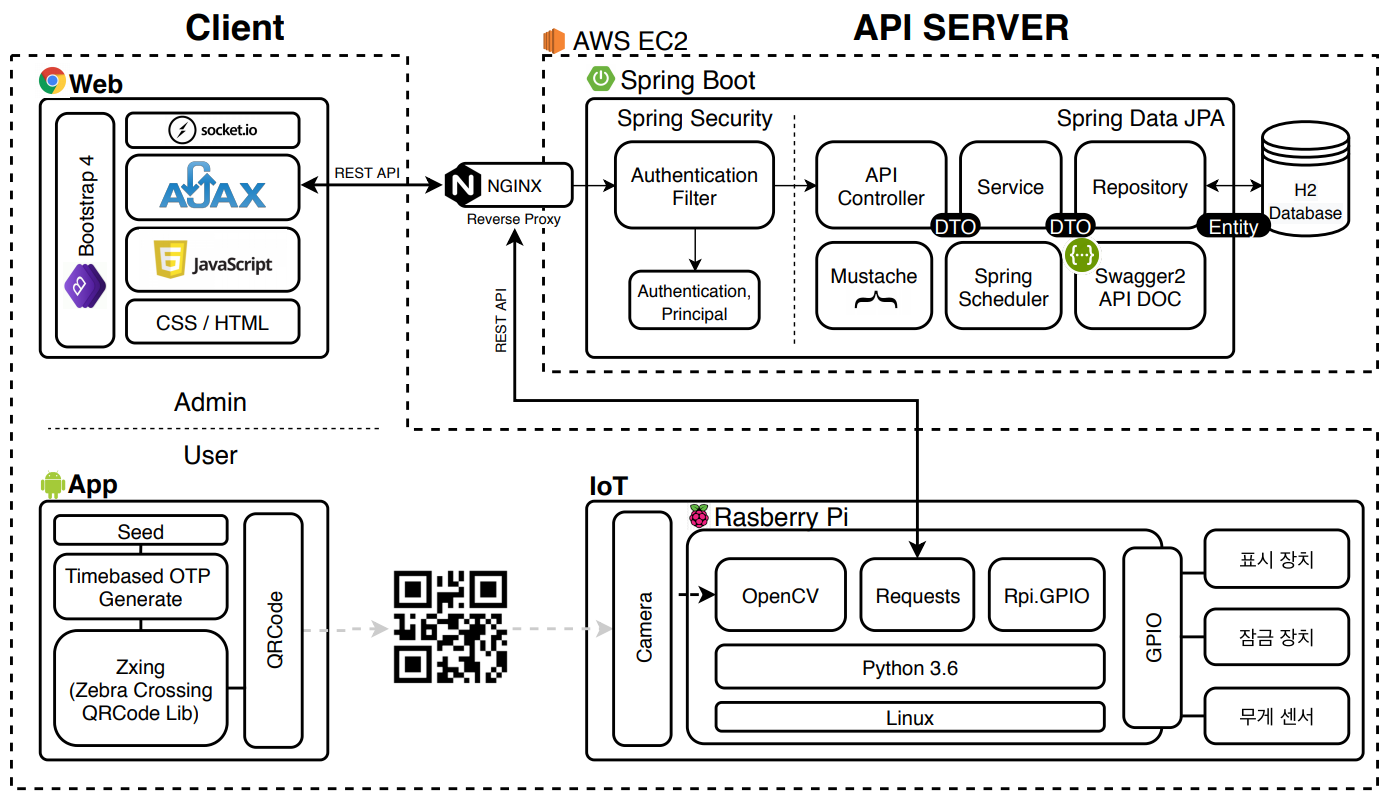 Client
API SERVER
AWS EC2
Web
Spring Boot
Bootstrap 4
socket.io
AJAX
JavaScript
CSS / HTML
REST API
NGINX
Reverse Proxy
REST API
Spring Security
Authentication
Filter
Authentication,
Principal
Spring Data JPA
API
Controller
Service
Repository
DTO
DTO
Entity
H2
Database
Mustache
Spring
Scheduler
Swagger2
API DOC
Admin
User
App
Seed
Timebased OTP
Generate
Zxing
(Zebra Crossing
QRCode Lib)
QRCode
IoT
Camera
Rasberry Pi
OpenCV
Requests
Rpi.GPIO
Python 3.6
Linux
GPIO
표시 장치
잠금 장치
무게 센서